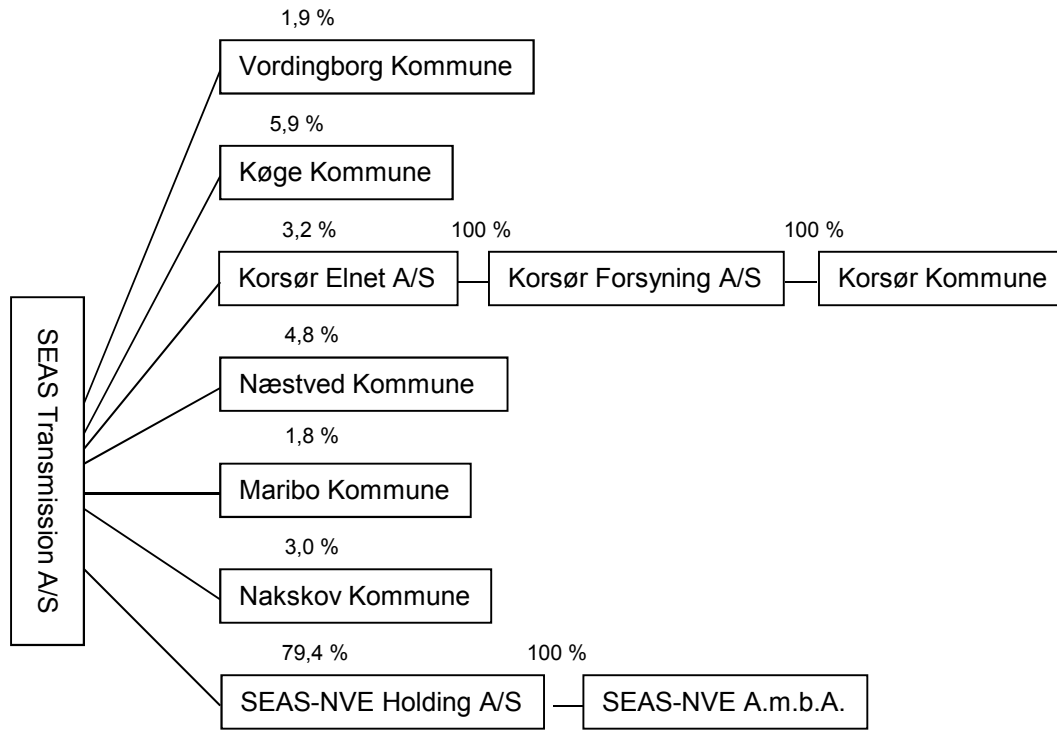 1,9 %
Vordingborg Kommune
5,9 %
Køge Kommune
3,2 %
100 %
100 %
Korsør Elnet A/S
Korsør Forsyning A/S
Korsør Kommune
SEAS Transmission A/S
4,8 %
Næstved Kommune
1,8 %
Maribo Kommune
3,0 %
Nakskov Kommune
79,4 %
100 %
SEAS-NVE Holding A/S
SEAS-NVE A.m.b.A.